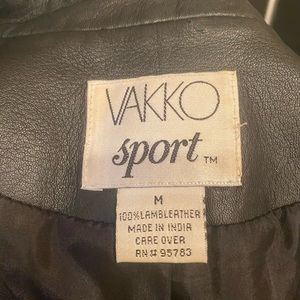 VAKKO
sport™
M
100% LAMBLEATHER
MADE IN INDIA
CARE OVER
RN# 95783